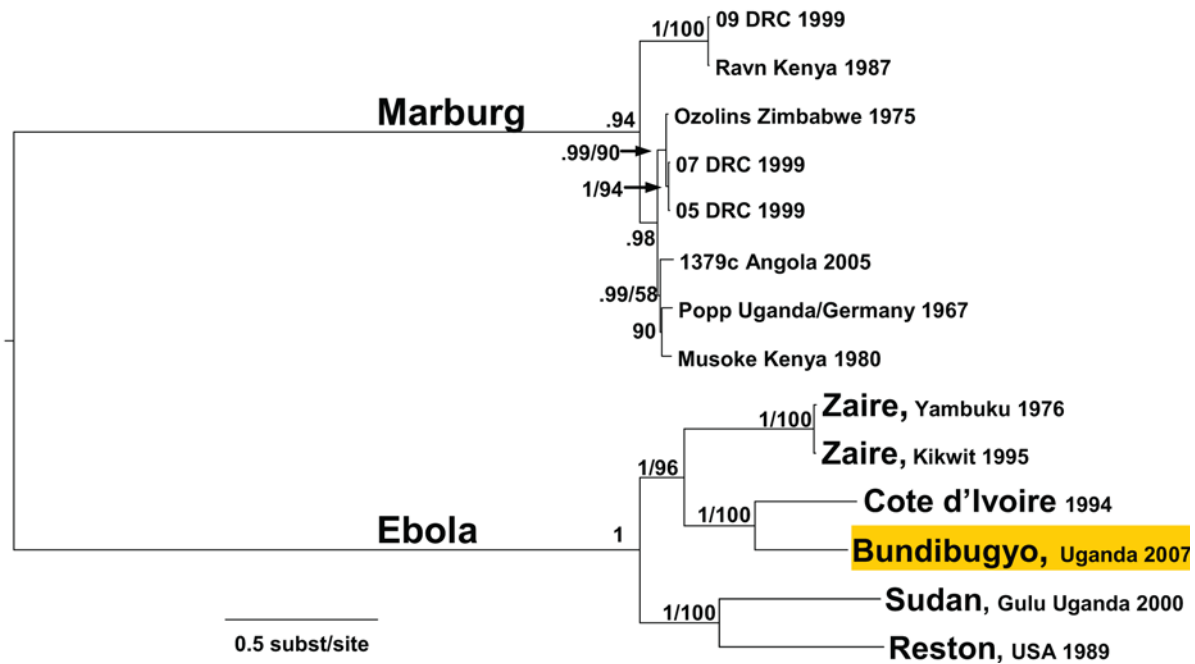 1/100
09 DRC 1999
Ravn Kenya 1987
Marburg
.94
Ozolins Zimbabwe 1975
.99/90
07 DRC 1999
1/94
05 DRC 1999
.98
1379c Angola 2005
.99/58
Popp Uganda/Germany 1967
90
Musoke Kenya 1980
Zaire, Yambuku 1976
1/100
Zaire, Kikwit 1995
1/96
Cote d'Ivoire 1994
1/100
Ebola
1
Bundibugyo, Uganda 2007
Sudan, Gulu Uganda 2000
1/100
0.5 subst/site
Reston, USA 1989